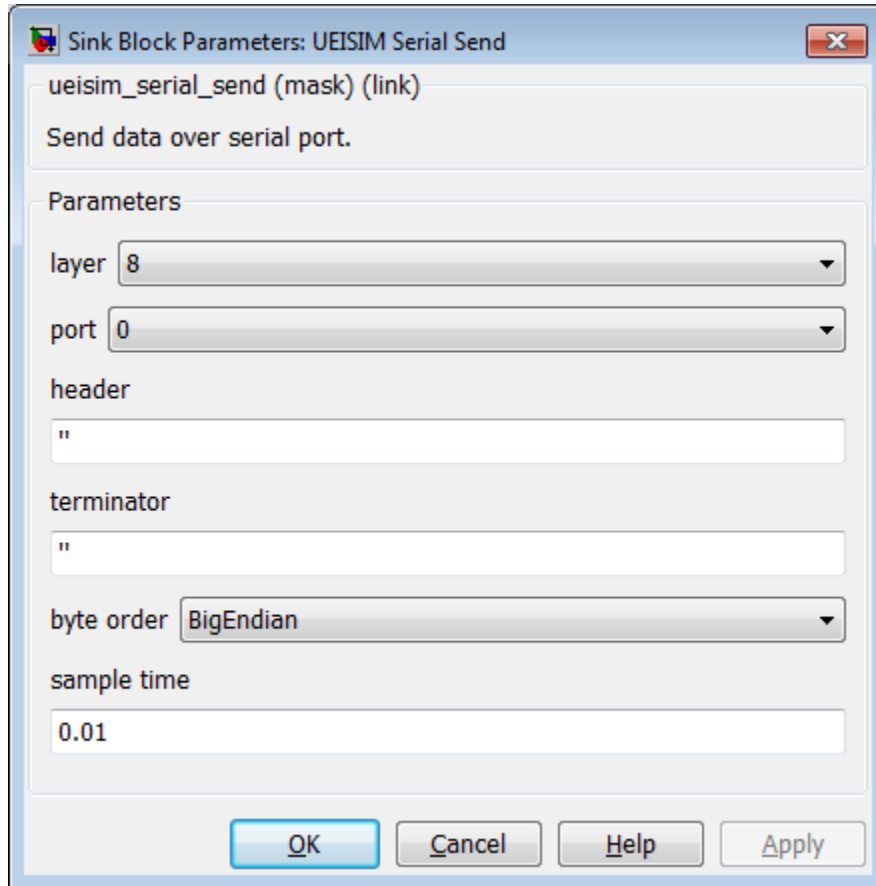 Sink Block Parameters: UEISIM Serial Send
ueisim_serial_send (mask) (link)
Send data over serial port.
Parameters
layer 8
port 0
header
''
terminator
''
byte order BigEndian
sample time
0.01
OK Cancel Help Apply